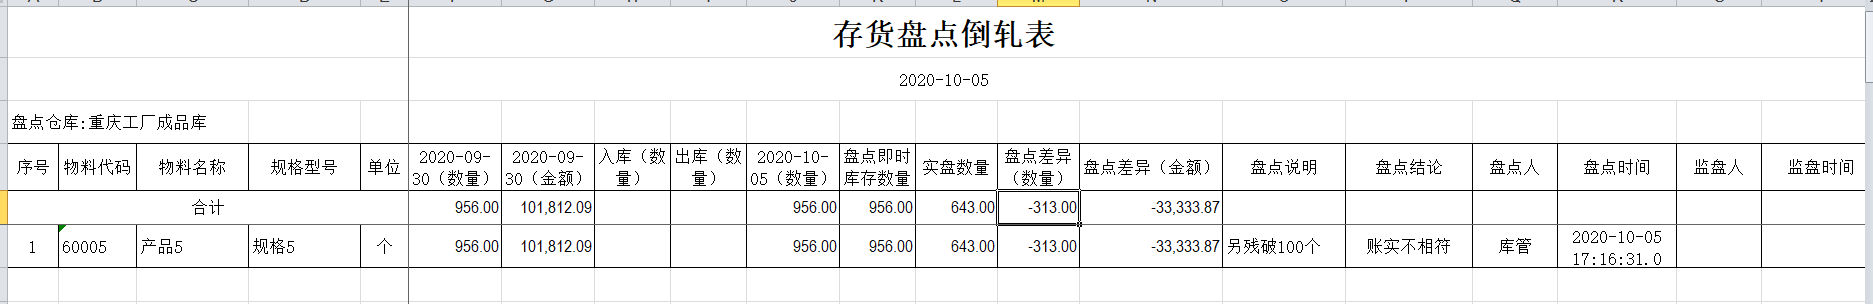 存货盘点倒轧表
2020-10-05
盘点仓库:重庆工厂成品库
序号 物料代码 物料名称 规格型号 单位 2020-09-30（数量） 2020-09-30（金额） 入库（数量） 出库（数量） 2020-10-05（数量） 盘点即时库存数量 实盘数量 盘点差异（数量） 盘点差异（金额） 盘点说明 盘点结论 盘点人 盘点时间 监盘人 监盘时间
合计 956.00 101,812.09 956.00 956.00 643.00 -313.00 -33,333.87
1 60005 产品5 规格5 个 956.00 101,812.09 956.00 956.00 643.00 -313.00 -33,333.87 另残破100个 账实不相符 库管 2020-10-05 17:16:31.0